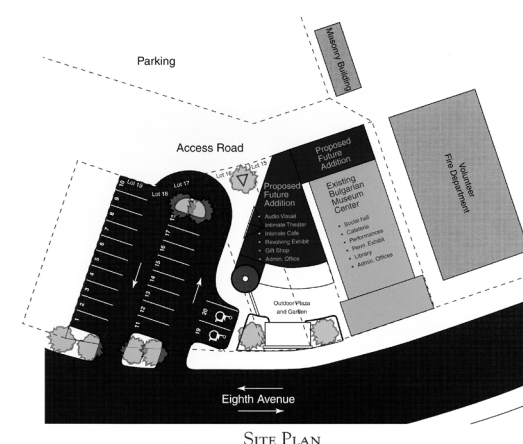 Parking
Masonry Building
Access Road
Lot 15
Lot 16
Lot 17
Lot 18
Lot 19
Proposed
Future
Addition
Proposed
Future
Addition
• Audio Visual
• Intimate Theater
• Intimate Cafe
• Revolving Exhibit
• Gift Shop
• Admin. Office
Existing
Bulgarian
Museum
Center
• Social hall
• Cafeteria
• Performances
• Perm. Exhibit
• Library
• Admin. Offices
Volunteer
Fire Department
Outdoor Plaza
and Garden
1
2
3
4
5
6
7
8
9
10
11
12
13
14
15
16
17
19
20
Eighth Avenue
SITE PLAN